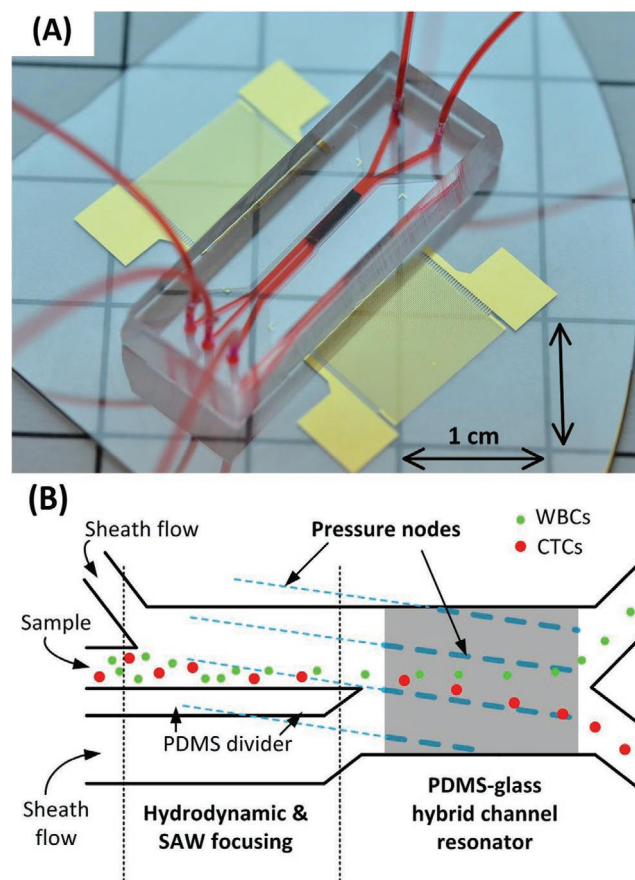 (A)
1 cm
(B)
Sheath flow
Pressure nodes
WBCs
CTCs
Sample
PDMS divider
Sheath
flow
Hydrodynamic &
SAW focusing
PDMS-glass
hybrid channel
resonator